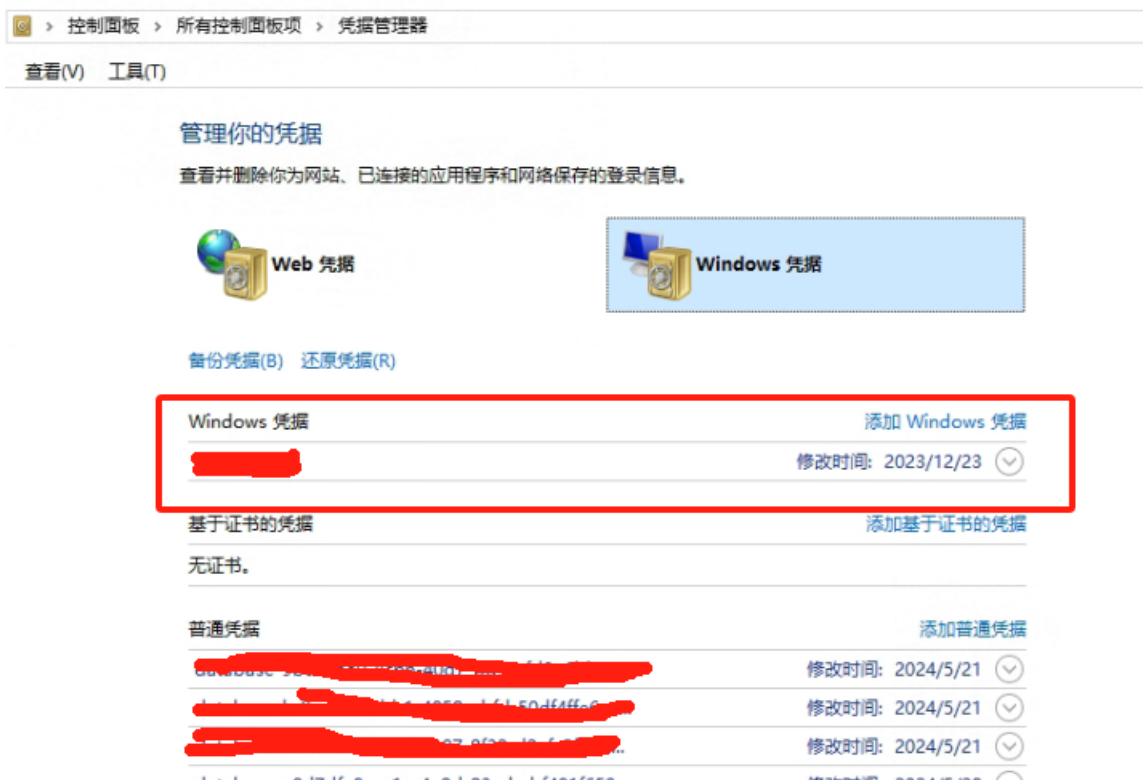 控制面板 › 所有控制面板项 › 凭据管理器
查看(V) 工具(T)
管理你的凭据
查看并删除你为网站、已连接的应用程序和网络保存的登录信息。
Web 凭据 Windows 凭据
备份凭据(B) 还原凭据(R)
Windows 凭据 添加 Windows 凭据
修改时间: 2023/12/23
基于证书的凭据 添加基于证书的凭据
无证书。
普通凭据 添加普通凭据
修改时间: 2024/5/21
修改时间: 2024/5/21
修改时间: 2024/5/21